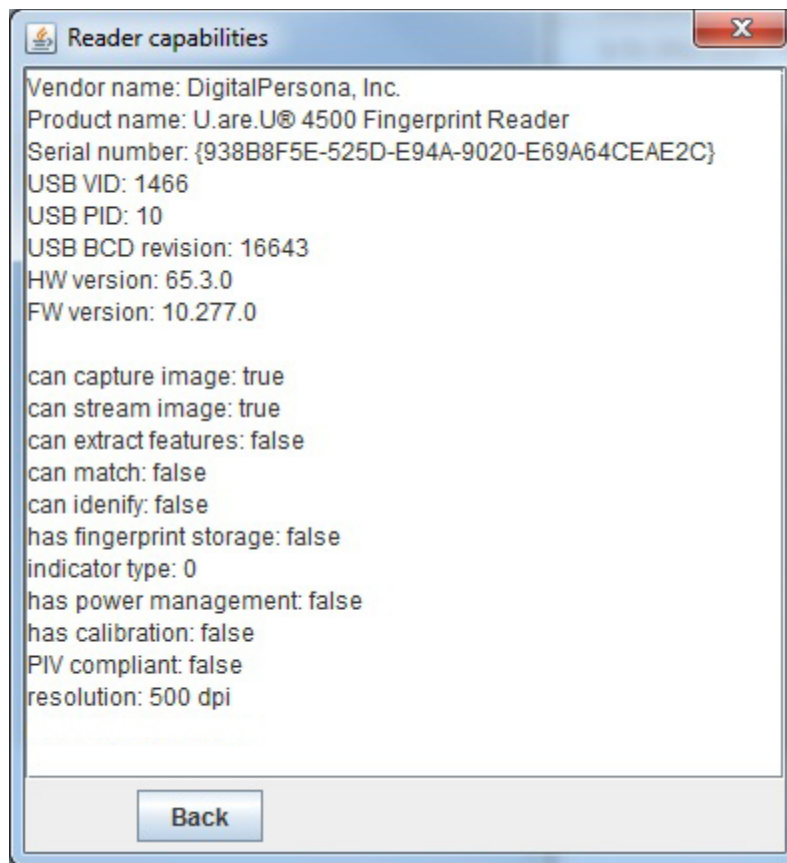 Reader capabilities
Vendor name: DigitalPersona, Inc.
Product name: U.are.U® 4500 Fingerprint Reader
Serial number: {938B8F5E-525D-E94A-9020-E69A64CEAE2C}
USB VID: 1466
USB PID: 10
USB BCD revision: 16643
HW version: 65.3.0
FW version: 10.277.0
can capture image: true
can stream image: true
can extract features: false
can match: false
can idenify: false
has fingerprint storage: false
indicator type: 0
has power management: false
has calibration: false
PIV compliant: false
resolution: 500 dpi
Back